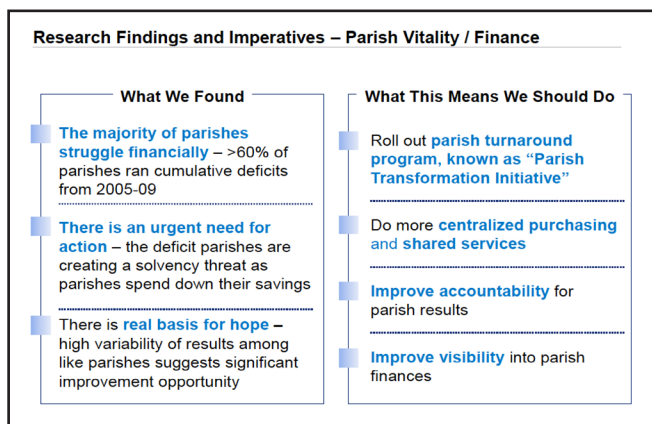 Research Findings and Imperatives – Parish Vitality / Finance
What We Found
The majority of parishes
struggle financially – >60% of
parishes ran cumulative deficits
from 2005-09
There is an urgent need for
action – the deficit parishes are
creating a solvency threat as
parishes spend down their savings
There is real basis for hope –
high variability of results among
like parishes suggests significant
improvement opportunity
What This Means We Should Do
Roll out parish turnaround
program, known as “Parish
Transformation Initiative”
Do more centralized purchasing
and shared services
Improve accountability for
parish results
Improve visibility into parish
finances